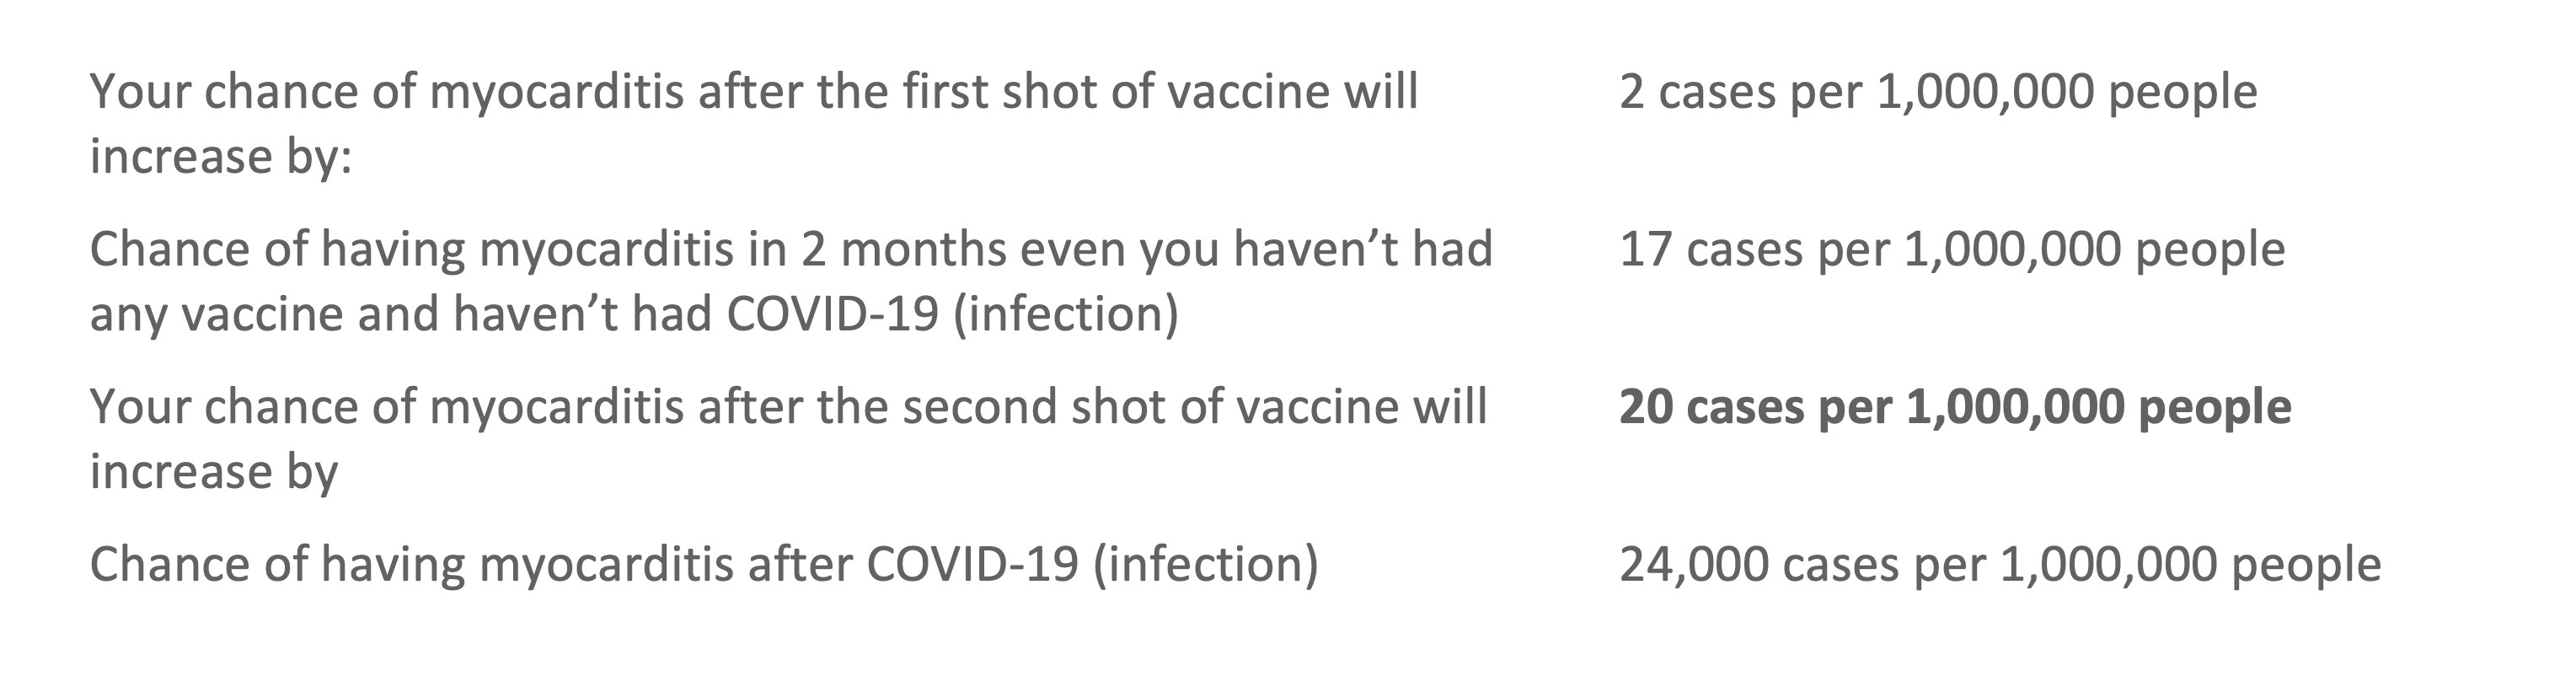 Your chance of myocarditis after the first shot of vaccine will increase by:
2 cases per 1,000,000 people
Chance of having myocarditis in 2 months even you haven’t had any vaccine and haven’t had COVID-19 (infection)
17 cases per 1,000,000 people
Your chance of myocarditis after the second shot of vaccine will increase by
20 cases per 1,000,000 people
Chance of having myocarditis after COVID-19 (infection)
24,000 cases per 1,000,000 people